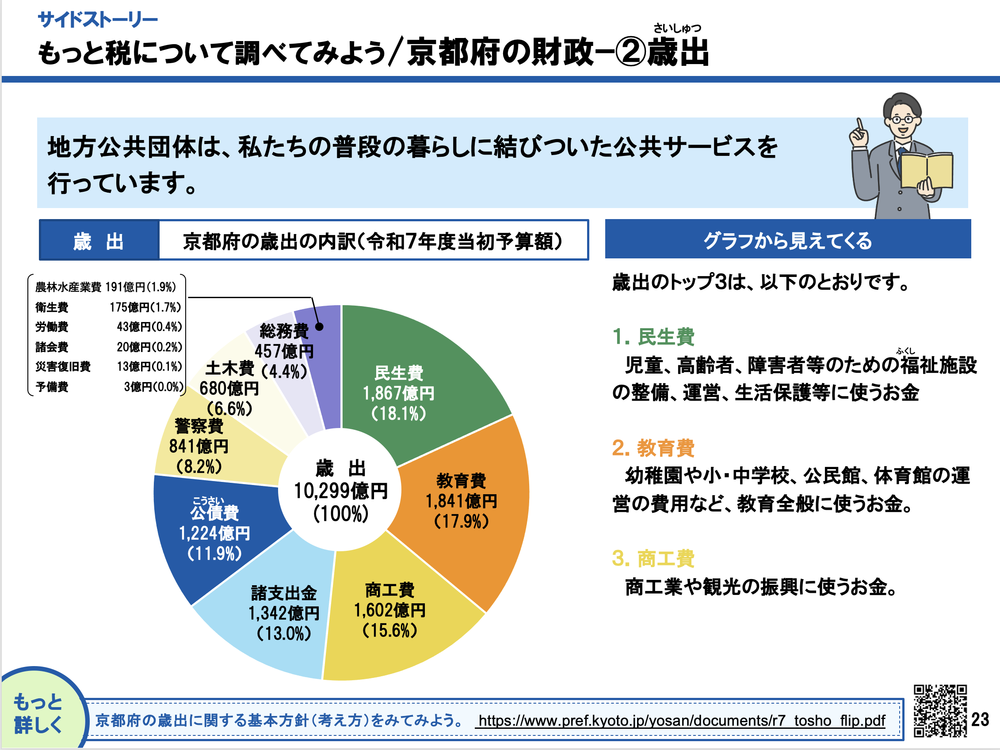 サイドストーリー
さいしゅつ
もっと税について調べてみよう/京都府の財政－②歳出
地方公共団体は、私たちの普段の暮らしに結びついた公共サービスを
行っています。
歳 出
京都府の歳出の内訳（令和7年度当初予算額）
農林水産業費 191億円（1.9%）
衛生費 175億円（1.7%）
労働費 43億円（0.4%）
諸会費 20億円（0.2%）
災害復旧費 13億円（0.1%）
予備費 3億円（0.0%）
民生費
1,867億円
（18.1%）
教育費
1,841億円
（17.9%）
商工費
1,602億円
（15.6%）
諸支出金
1,342億円
（13.0%）
こうさい
公債費
1,224億円
（11.9%）
警察費
841億円
（8.2%）
土木費
680億円
（6.6%）
総務費
457億円
（4.4%）
歳 出
10,299億円
（100%）
グラフから見えてくる
歳出のトップ3は、以下のとおりです。
1. 民生費
ふくし
児童、高齢者、障害者等のための福祉施設
の整備、運営、生活保護等に使うお金
2. 教育費
幼稚園や小・中学校、公民館、体育館の運
営の費用など、教育全般に使うお金。
3. 商工費
商工業や観光の振興に使うお金。
もっと
詳しく
京都府の歳出に関する基本方針（考え方）をみてみよう。 https://www.pref.kyoto.jp/yosan/documents/r7_tosho_flip.pdf
23